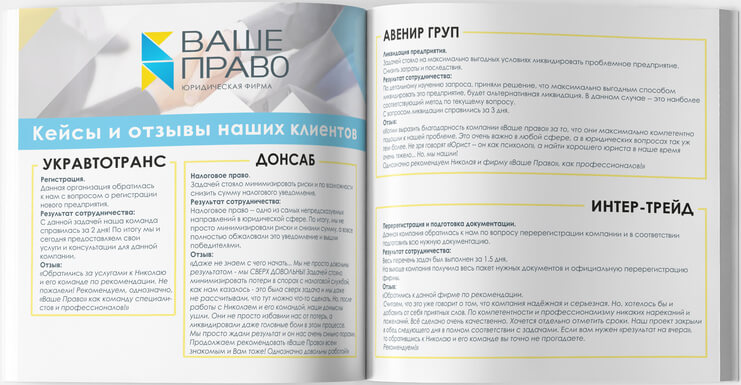 ВАШЕ
ПРАВО
ЮРИДИЧЕСКАЯ ФИРМА
Кейсы и отзывы наших клиентов
УКРАВТОТРАНС
Регистрация.
Данная организация обратилась
к нам с вопросом о регистрации
нового предприятия.
Результат сотрудничества:
С данной задачей наша команда
справилась за 2 дня! По итогу мы и
сегодня предоставляем свои
услуги и консультации для данной
компании.
Отзыв:
«Обратились за услугами к Николаю
и его команде по рекомендации. Не
пожалели! Рекомендуем, однозначно,
«Ваше Право» как команду специали-
стов и профессионалов!»
ДОНСАБ
Налоговое право.
Задачей стояло минимизировать риски и по возможности
снизить сумму налогового уведомления.
Результат сотрудничества:
Налоговое право – одно из самых непредсказуемых
направлений в юридической сфере. По итогу, мы не
просто минимизировали риски и снизили сумму, а вовсе
полностью обжаловали это уведомление и вышли
победителями.
Отзыв:
«Даже не знаем с чего начать... Мы не просто довольны
результатом - мы СВЕРХ ДОВОЛЬНЫ! Задачей стояло
минимизировать потери в спорах с налоговой службой,
как нам казалось - это была сверх задача и мы даже
не рассчитывали, что тут можно что-то сделать. Но, после
работы с Николаем и его командой, наши домыслы
ушли. Они не просто избавили нас от потерь, а
ликвидировали даже головные боли в этом процессе.
Мы просто ждали результат и он нас очень сильно поразил.
Продолжаем рекомендовать «Ваше Право» всем
знакомым и Вам тоже! Однозначно довольны работой!»
АВЕНИР ГРУП
Ликвидация предприятия.
Задачей стояло на максимально выгодных условиях ликвидировать проблемное предприятие.
Снизить затраты и последствия.
Результат сотрудничества:
По детальному изучению запроса, приняли решение, что максимально выгодным способом
ликвидировать это предприятие, будет альтернативная ликвидация. В данном случае – это наиболее
соответствующий метод по текущему вопросу.
С вопросом ликвидации справились за 3 дня.
Отзыв:
«Хотим выразить благодарность компании «Ваше право» за то, что они максимально компетентно
подошли к нашей проблеме. Это очень важно в любой сфере, а в юридических вопросах так уж
тем более. Не зря говорят «Юрист – он как психолог», а найти хорошего юриста в наше время
очень тяжело... Но, мы нашли!
Однозначно рекомендуем Николая и фирму «Ваше Право», как профессионалов!»
ИНТЕР-ТРЕЙД
Перерегистрация и подготовка документации.
Данная компания обратилась к нам по вопросу перерегистрации компании и в соответствии
подготовить всю нужную документацию.
Результат сотрудничества:
Весь перечень задач был выполнен за 1.5 дня.
На выходе компания получила весь пакет нужных документов и официальную перерегистрацию
фирмы.
Отзыв:
«Обратились к данной фирме по рекомендации.
Считаем, что это уже говорит о том, что компания надёжная и серьезная. Но, хотелось бы и
добавить от себя приятных слов. По компетентности и профессионализму никаких нареканий и
пожеланий. Всё сделано очень качественно. Хочется отдельно отметить сроки. Наш проект закрыли
в обед следующего дня в полном соответствии с задачами. Если вам нужен «результат на вчера»,
то обратившись к Николаю и его команде вы точно не прогадаете.
Рекомендуем!»